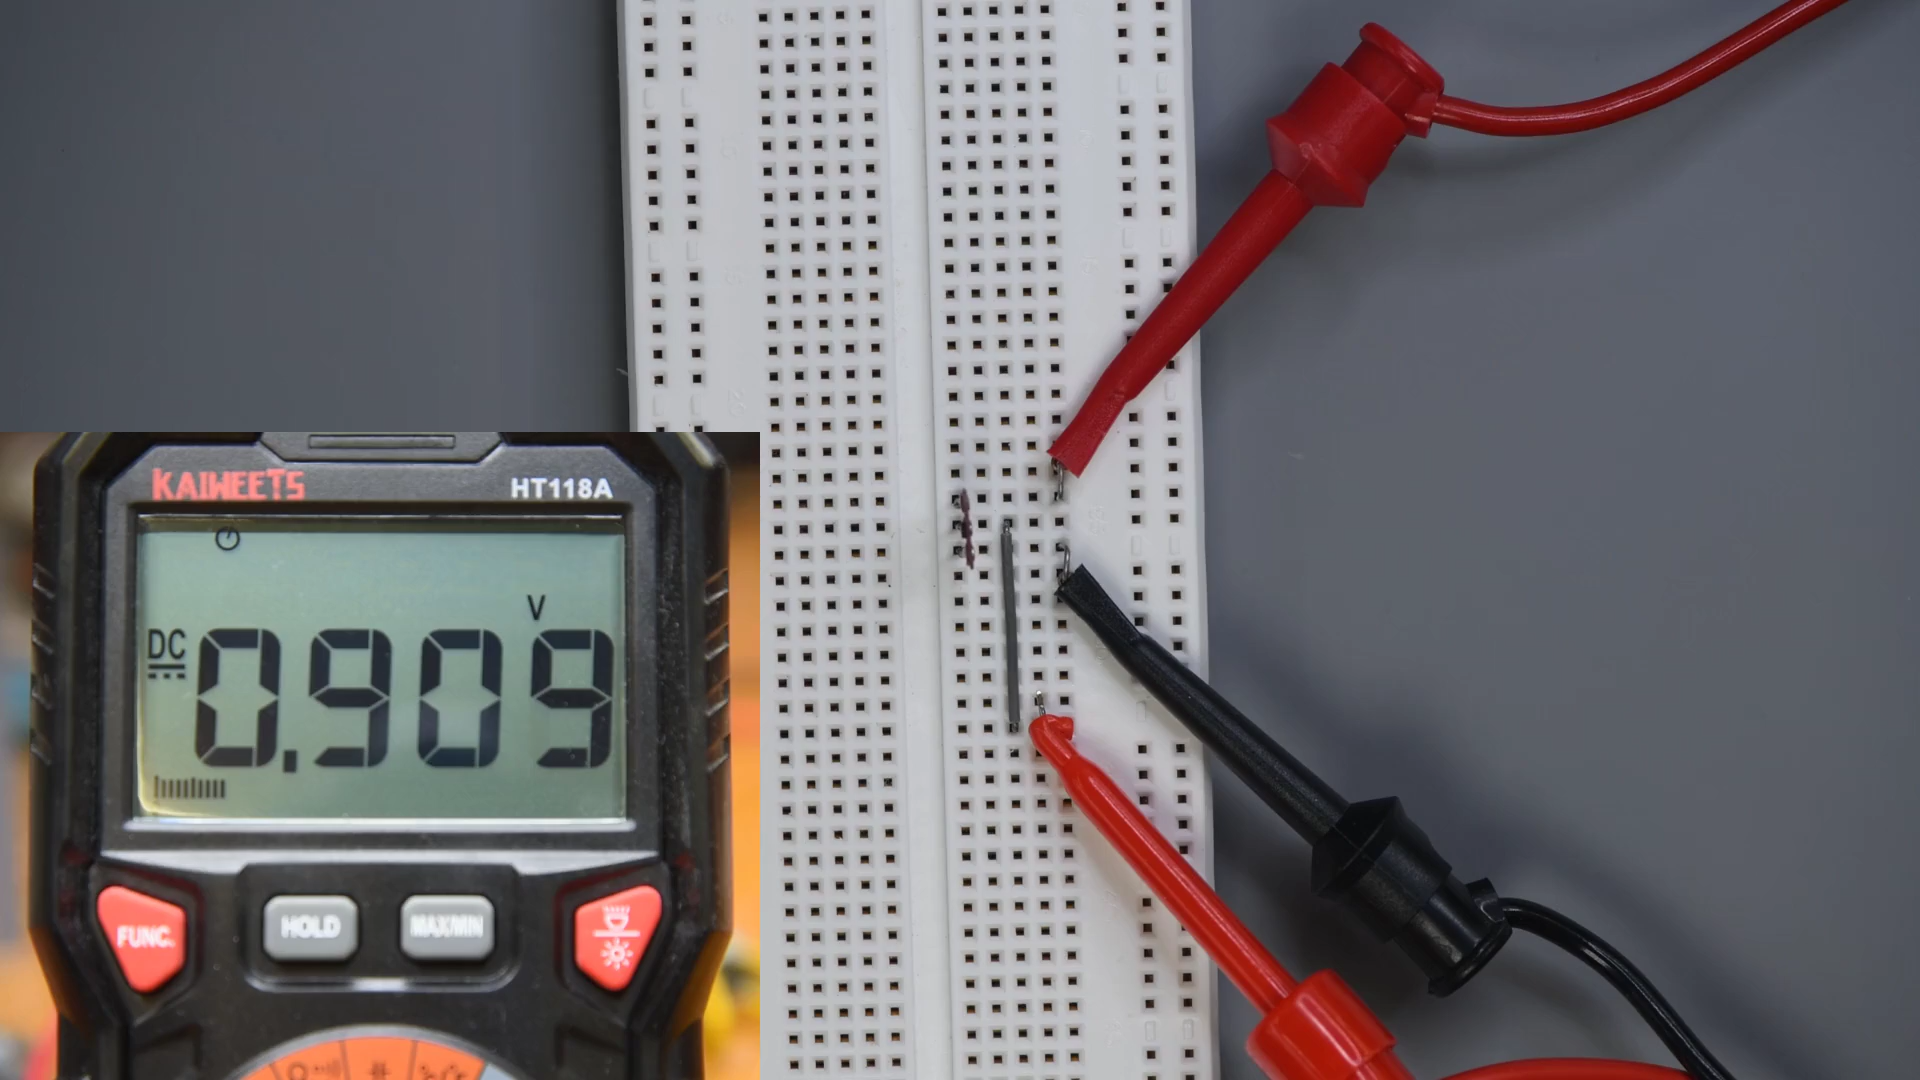 KAIWEETS
HT118A
V
DC
0.909
FUNC.
HOLD
MAX/MIN